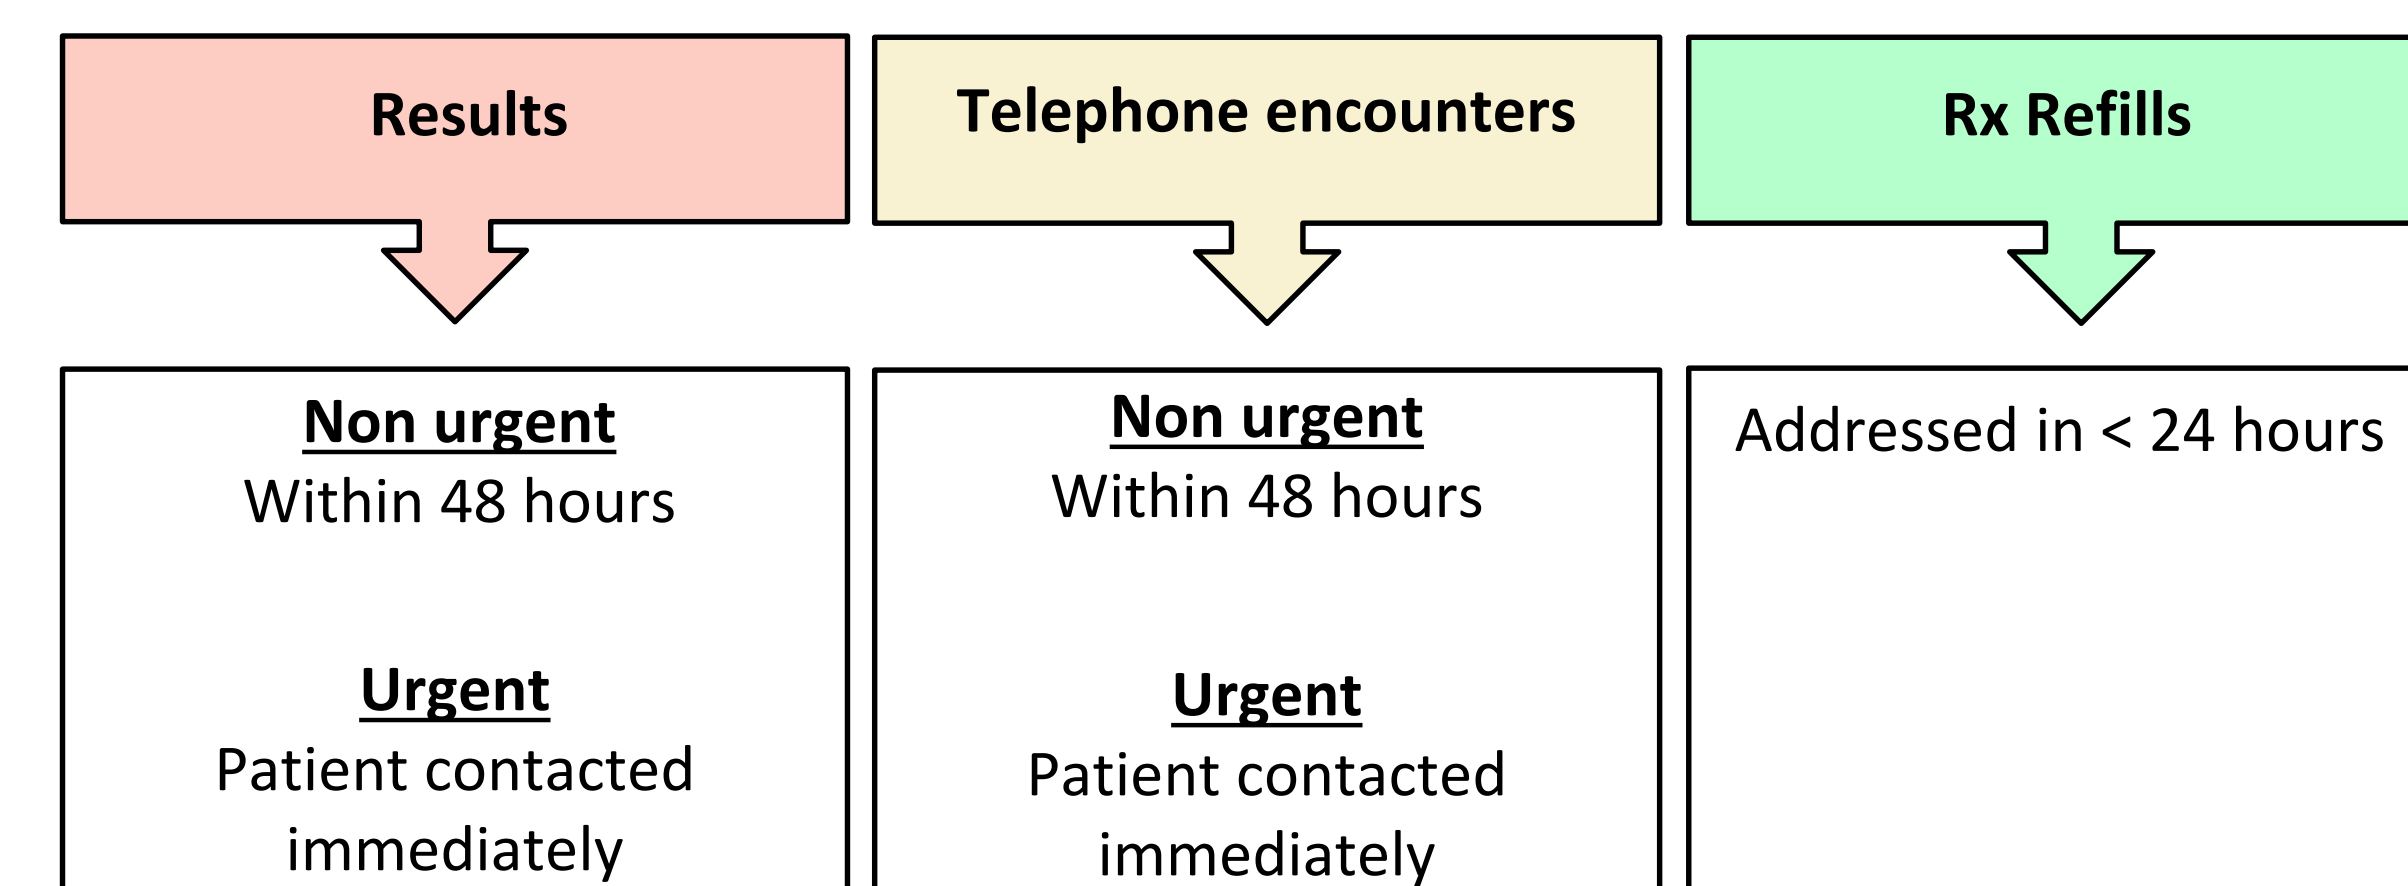 Results
Non urgent
Within 48 hours
Urgent
Patient contacted
immediately
Telephone encounters
Non urgent
Within 48 hours
Urgent
Patient contacted
immediately
Rx Refills
Addressed in < 24 hours